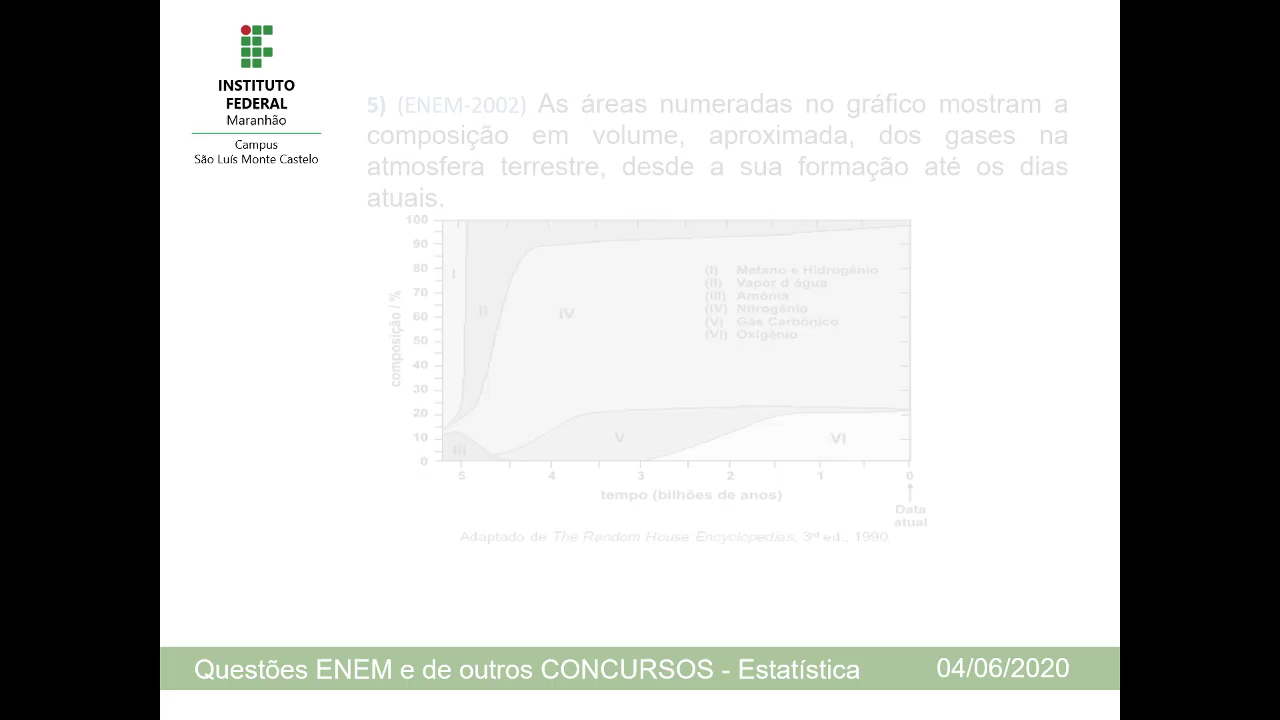 INSTITUTO
FEDERAL
Maranhão
Campus
São Luís Monte Castelo
5) (ENEM-2002) As áreas numeradas no gráfico mostram a
composição em volume, aproximada, dos gases na
atmosfera terrestre, desde a sua formação até os dias
atuais.
100
90
80
70
60
50
40
30
20
10
0
composição / %
I
II
III
IV
V
VI
(I) Metano e Hidrogênio
(II) Vapor d água
(III) Amônia
(IV) Nitrogênio
(V) Gás Carbônico
(VI) Oxigênio
5 4 3 2 1 0
tempo (bilhões de anos)
Data
atual
Adaptado de The Random House Encyclopedias, 3rd ed., 1990.
Questões ENEM e de outros CONCURSOS - Estatística 04/06/2020